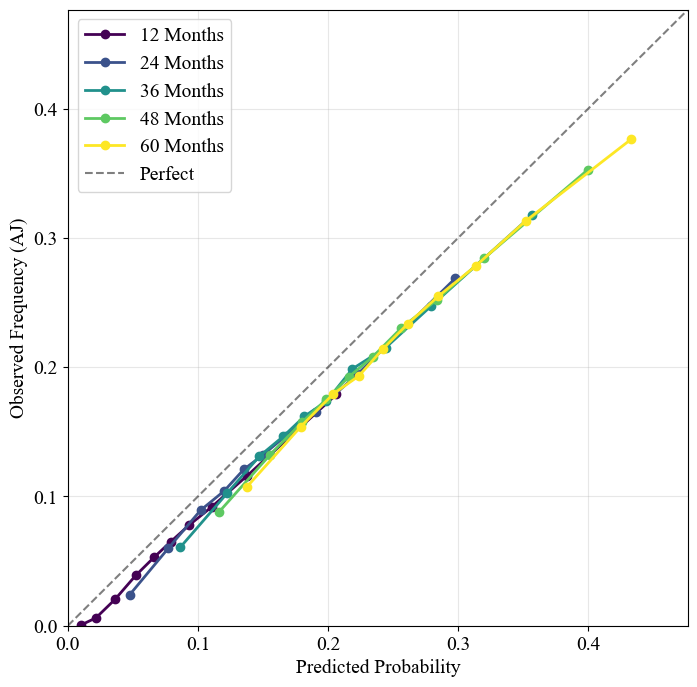 12 Months
24 Months
36 Months
48 Months
60 Months
Perfect
Observed Frequency (AJ)
0.4
0.3
0.2
0.1
0.0
0.0 0.1 0.2 0.3 0.4
Predicted Probability